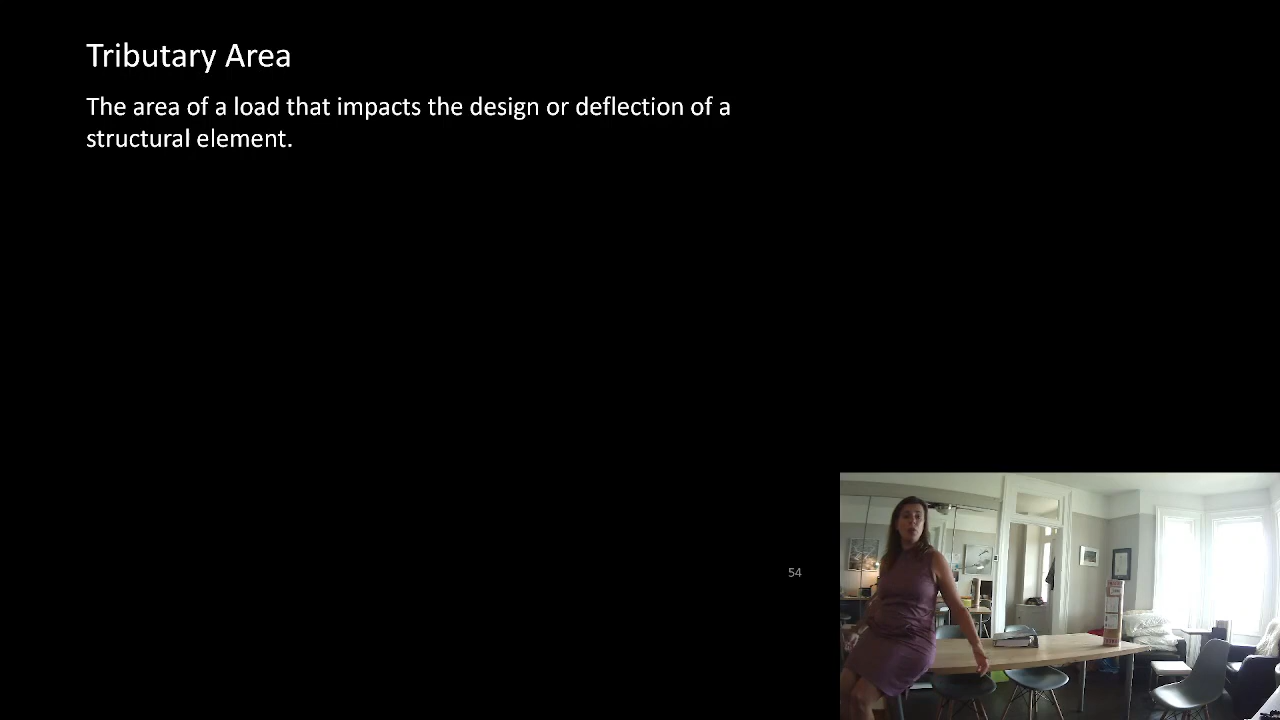 Tributary Area
The area of a load that impacts the design or deflection of a
structural element.
54